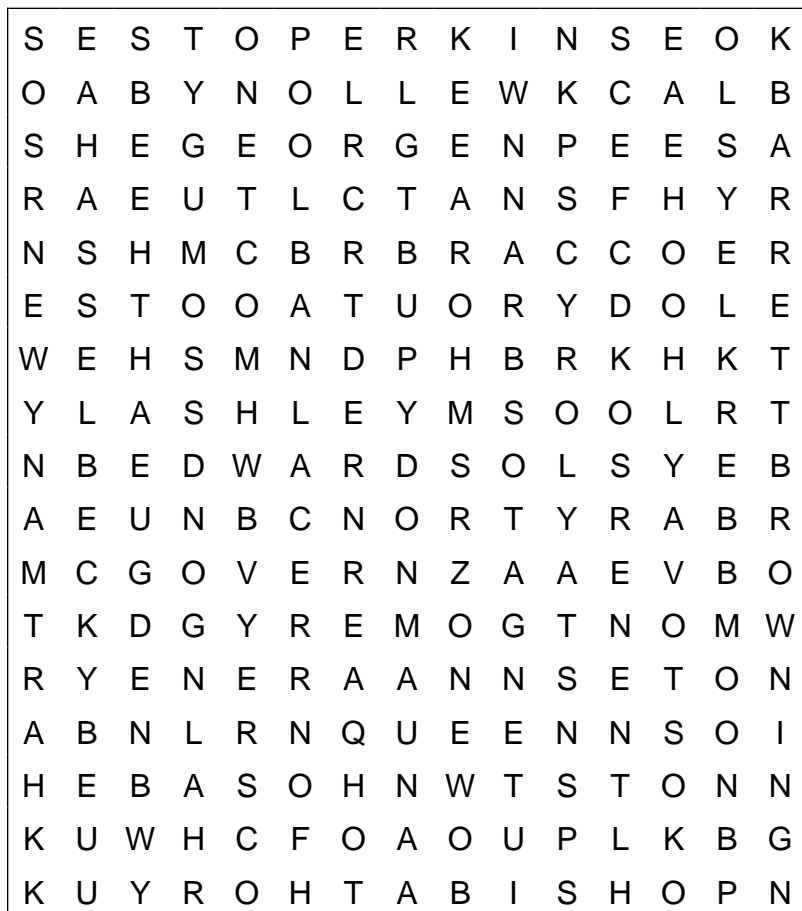 S E S T O P E R K I N S E O K
O A B Y N O L L E W K C A L B
S H E G E O R G E N P E E S A
R A E U T L C T A N S F H Y R
N S H M C B R B R A C C O E R
E S T O O A T U O R Y D O L E
W E H S M N D P H B R K H K T
Y L A S H L E Y M S O O L R T
N B E D W A R D S O L S Y E B
A E U N B C N O R T Y R A B R
M C G O V E R N Z A A E V B O
T K D G Y R E M O G T N O M W
R Y E N E R A A N N S E T O N
A B N L R N Q U E E N N S O I
H E B A S O H N W T S T O N N
K U W H C F O A O U P L K B G
K U Y R O H T A B I S H O P N